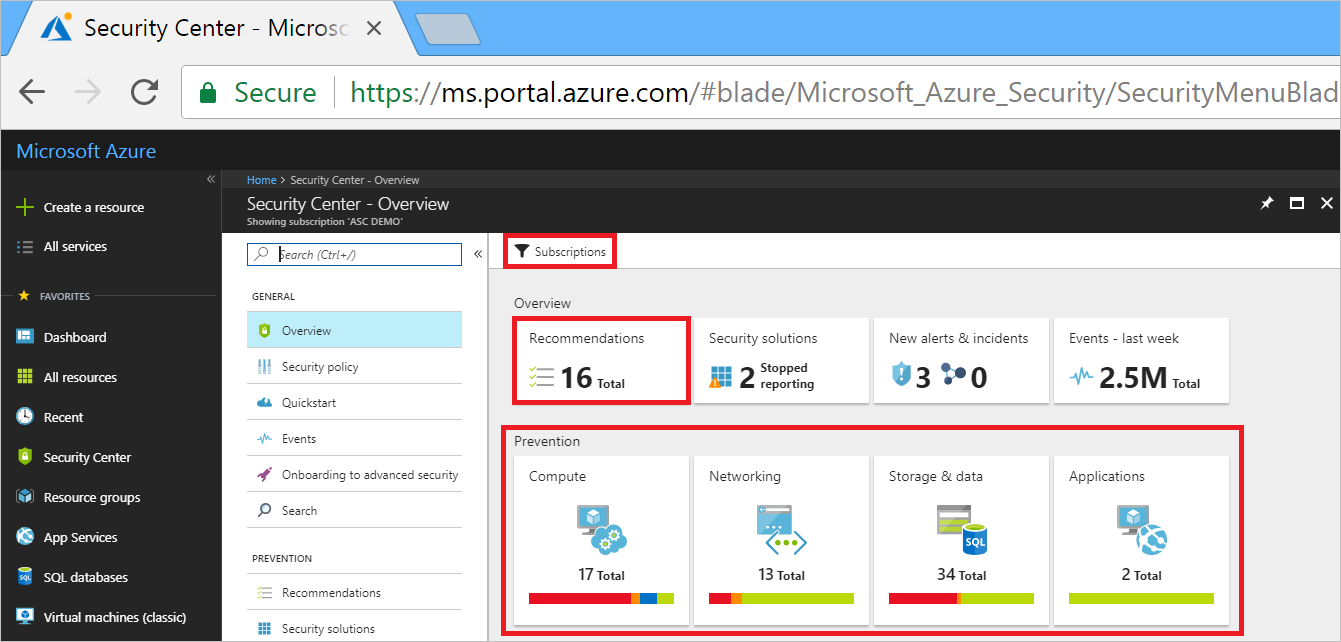 Security Center - Microsc
Secure https://ms.portal.azure.com/#blade/Microsoft_Azure_Security/SecurityMenuBlad
Microsoft Azure
«
Create a resource
All services
FAVORITES
Dashboard
All resources
Recent
Security Center
Resource groups
App Services
SQL databases
Virtual machines (classic)
Home > Security Center - Overview
Security Center - Overview
Showing subscription 'ASC DEMO'
Search (Ctrl+/)
«
GENERAL
Overview
Security policy
Quickstart
Events
Onboarding to advanced security
Search
PREVENTION
Recommendations
Security solutions
Subscriptions
Overview
Recommendations
16 Total
Security solutions
2 Stopped
reporting
New alerts & incidents
3 0
Events - last week
2.5M Total
Prevention
Compute
17 Total
Networking
13 Total
Storage & data
SQL
34 Total
Applications
2 Total